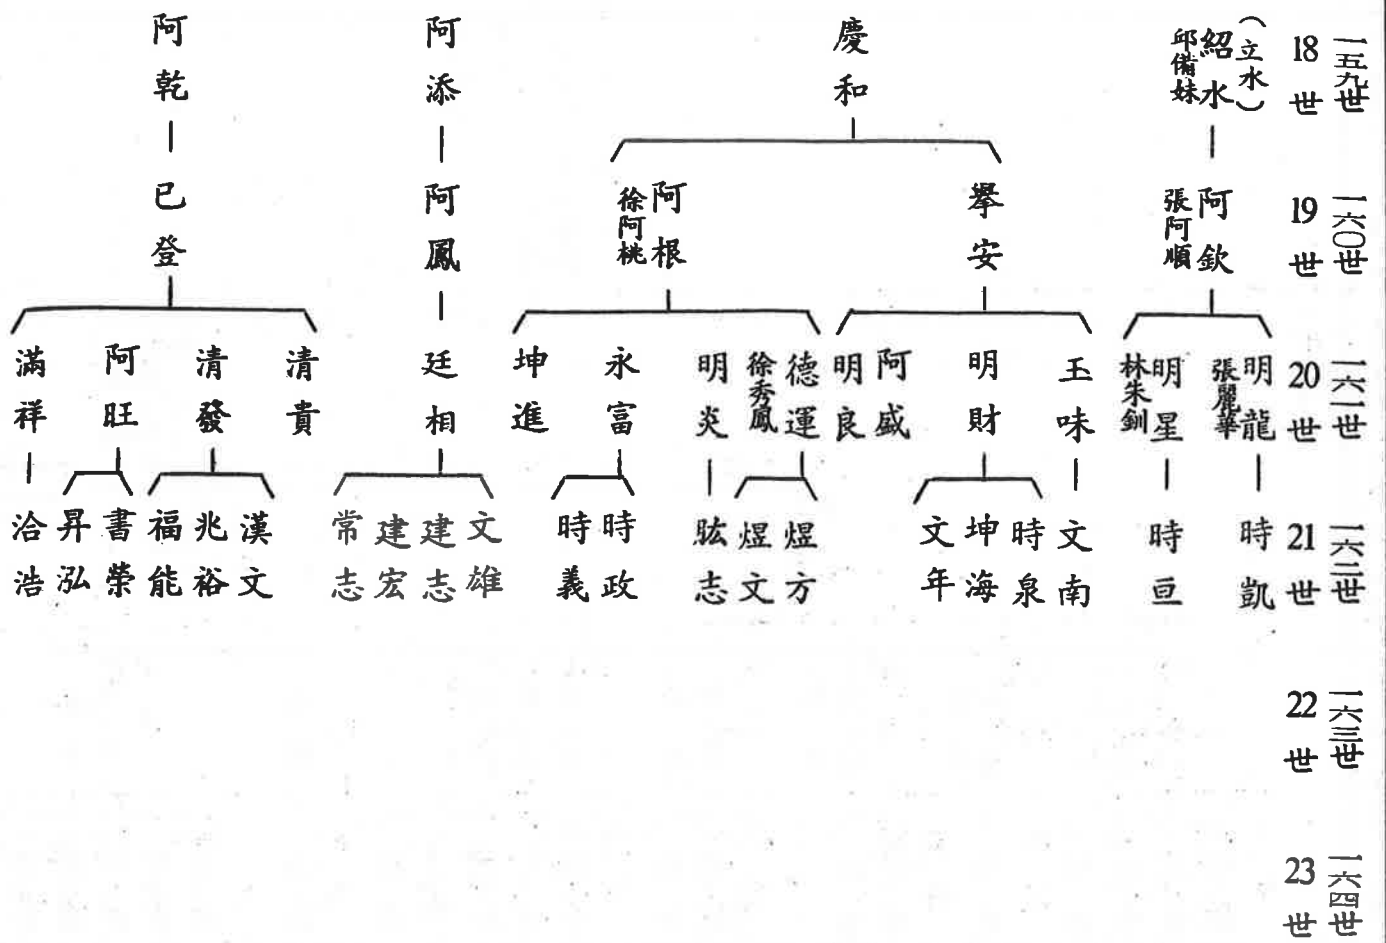 一五九世
18世
（立水）
紹水
邱備妹
慶和
阿添
阿乾
一六〇世
19世
阿欽
張阿順
舉安
阿根
徐阿桃
阿鳳
已登
一六一世
20世
明龍
張麗華
明星
林朱釧
玉味
明財
阿盛
明良
德運
徐秀鳳
明炎
永富
坤進
廷相
清貴
清發
阿旺
滿祥
一六二世
21世
時凱
時亘
文南
時泉
坤海
文年
煜方
煜文
肱志
時政
時義
文雄
建志
建宏
常志
漢文
兆裕
福能
書榮
昇泓
洽浩
一六三世
22世
一六四世
23世